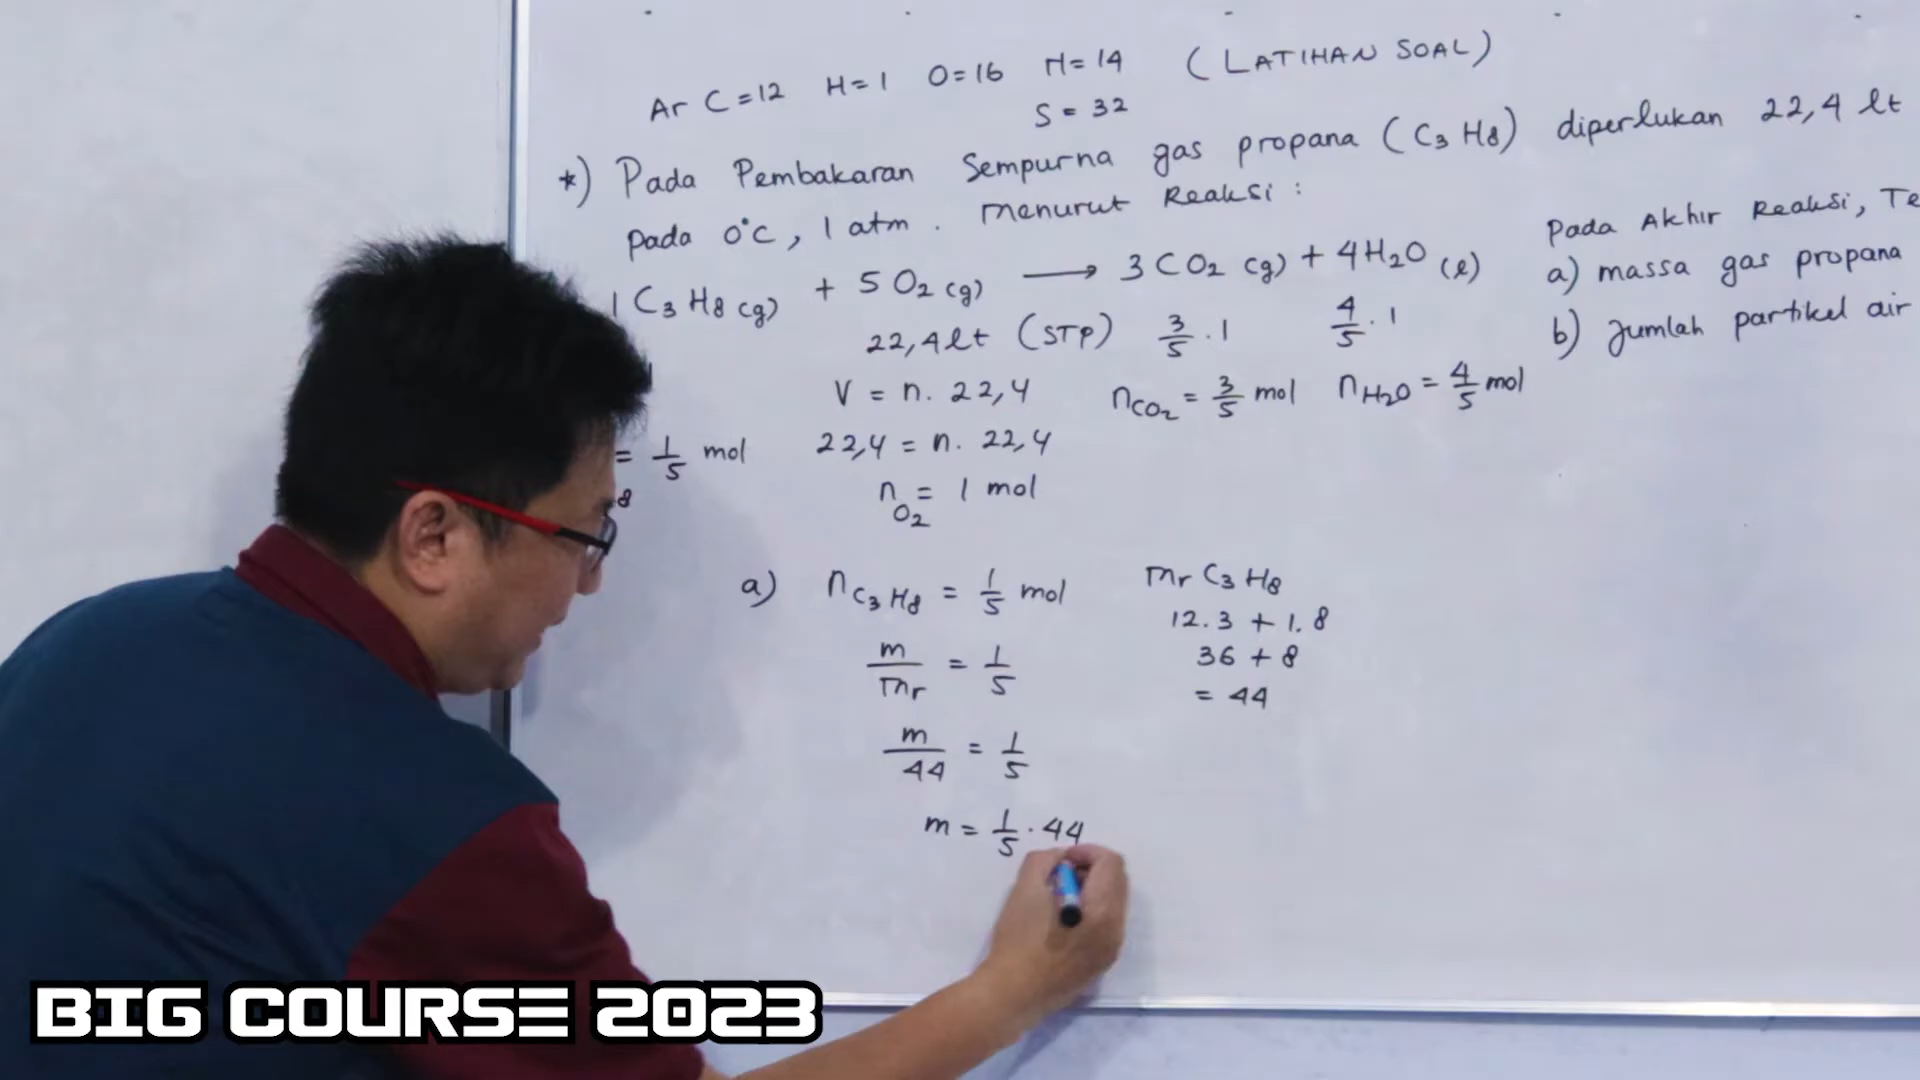 Ar C = 12 H = 1 O = 16 N = 14 (LATIHAN SOAL)
S = 32
*) Pada Pembakaran Sempurna gas propana (C3H8) diperlukan 22,4 lt
pada 0°C, 1 atm. Menurut Reaksi:
1 C3H8 (g) + 5 O2 (g) → 3 CO2 (g) + 4H2O (l)
22,4 lt (STP) 3/5 . 1 4/5 . 1
V = n. 22,4 nCO2 = 3/5 mol nH2O = 4/5 mol
= 1/5 mol 22,4 = n. 22,4
8
nO2 = 1 mol
Pada Akhir Reaksi,
a) massa gas propana
b) Jumlah partikel air
a) nC3H8 = 1/5 mol
m/Mr = 1/5
m/44 = 1/5
m = 1/5 . 44
Mr C3H8
12.3 + 1.8
36 + 8
= 44
BIG COURSE 2023